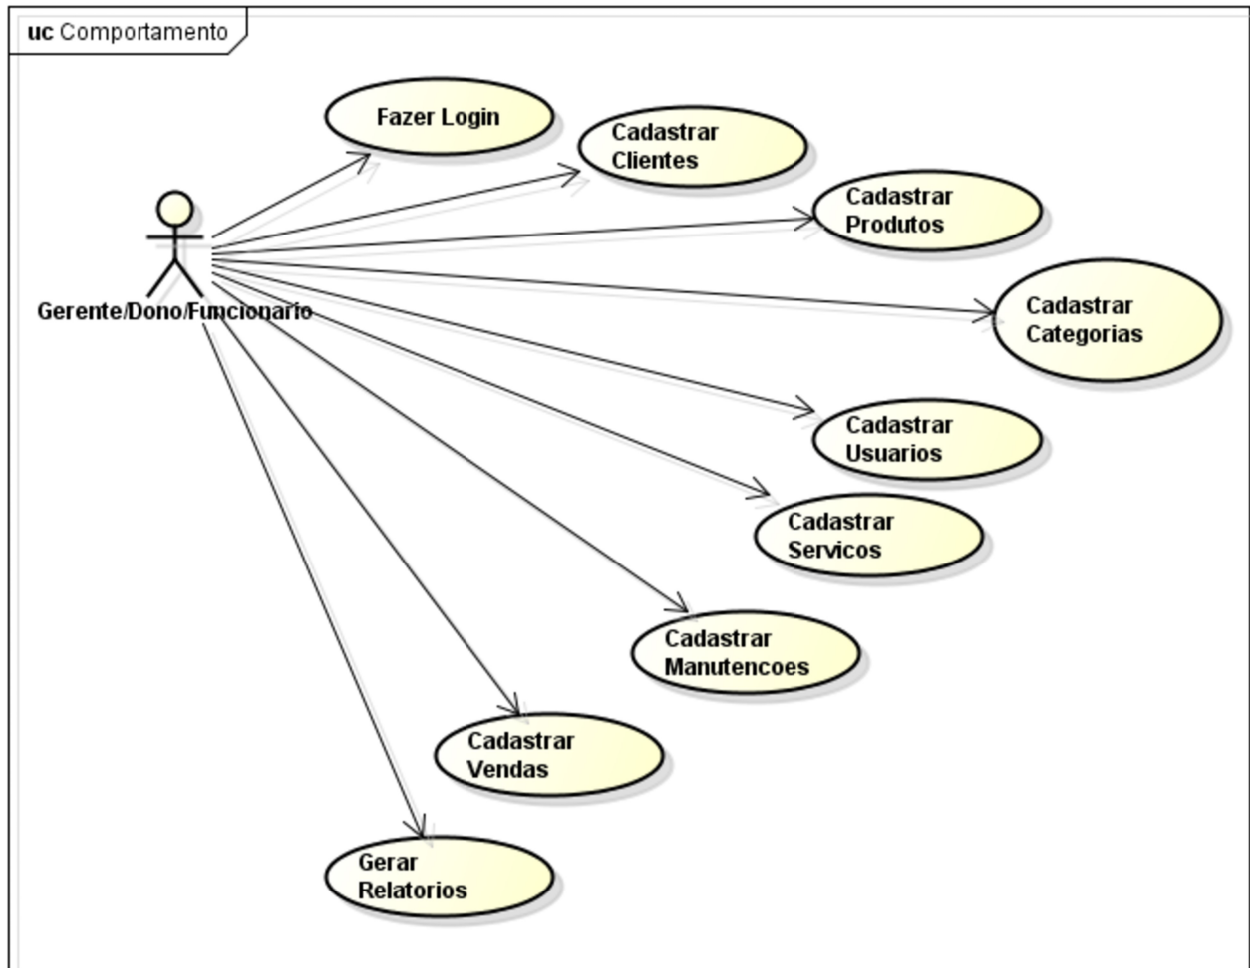 uc Comportamento
Fazer Login
Cadastrar
Clientes
Cadastrar
Produtos
Gerente/Dono/Funcionario
Cadastrar
Categorias
Cadastrar
Usuarios
Cadastrar
Servicos
Cadastrar
Manutencoes
Cadastrar
Vendas
Gerar
Relatorios